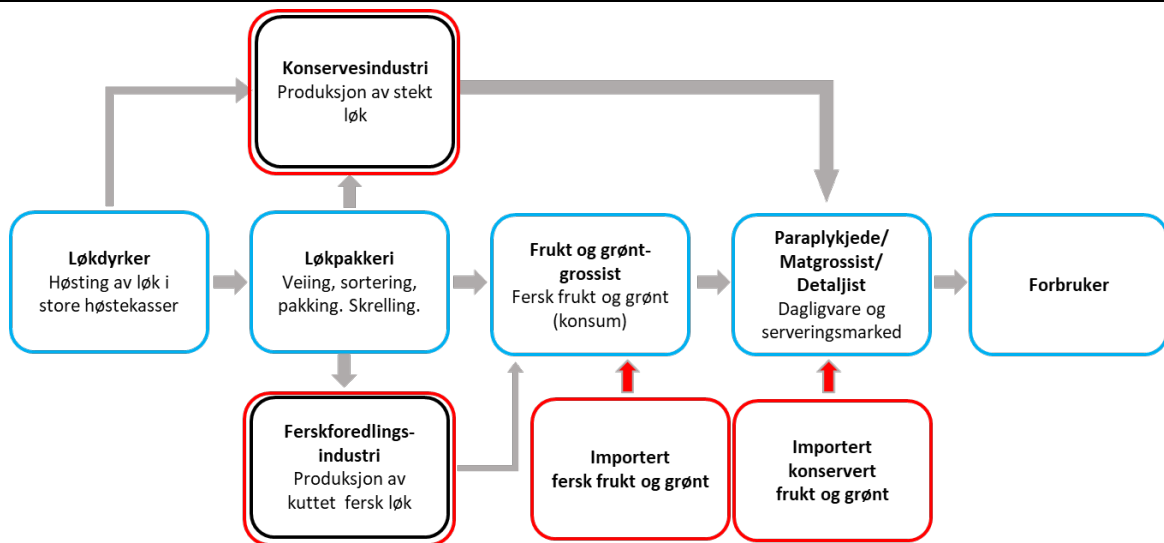 Konservesindustri
Produksjon av stekt
løk
Løkdyrker
Høsting av løk i
store høstekasser
Løkpakkeri
Veiing, sortering,
pakking. Skrelling.
Frukt og grønt-
grossist
Fersk frukt og grønt
(konsum)
Paraplykjede/
Matgrossist/
Detaljist
Dagligvare og
serveringsmarked
Forbruker
Ferskforedlings-
industri
Produksjon av
kuttet fersk løk
Importert
fersk frukt og grønt
Importert
konservert
frukt og grønt